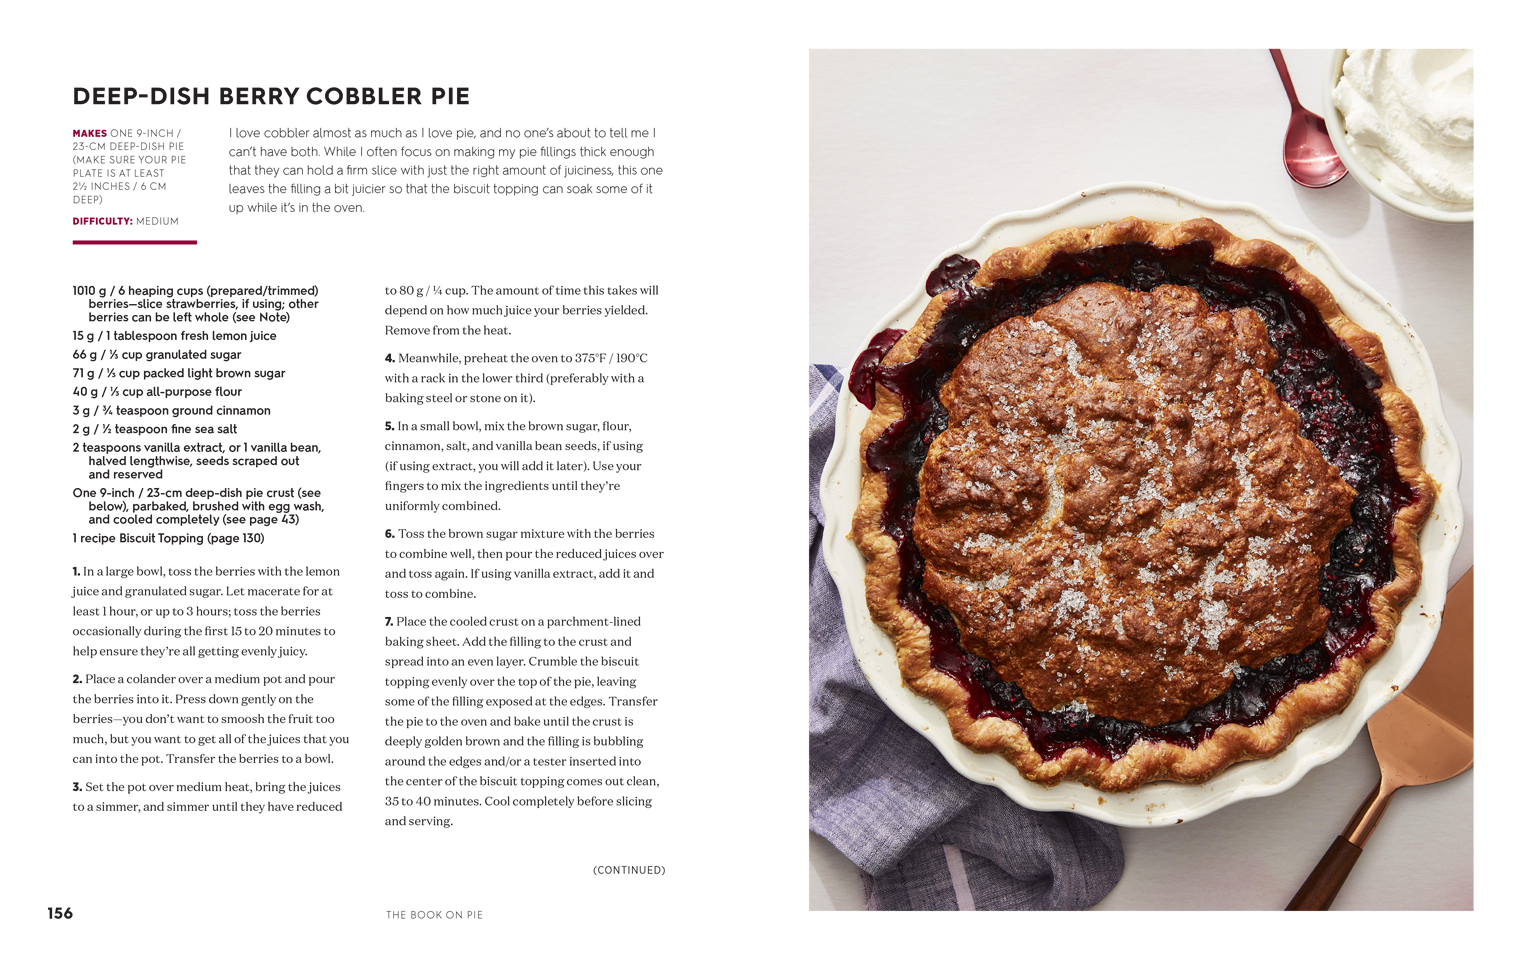 DEEP-DISH BERRY COBBLER PIE
MAKES ONE 9-INCH /
23-CM DEEP-DISH PIE
(MAKE SURE YOUR PIE
PLATE IS AT LEAST
2½ INCHES / 6 CM
DEEP)
DIFFICULTY: MEDIUM
I love cobbler almost as much as I love pie, and no one's about to tell me I
can't have both. While I often focus on making my pie fillings thick enough
that they can hold a firm slice with just the right amount of juiciness, this one
leaves the filling a bit juicier so that the biscuit topping can soak some of it
up while it's in the oven.
1010 g / 6 heaping cups (prepared/trimmed)
berries—slice strawberries, if using; other
berries can be left whole (see Note)
15 g / 1 tablespoon fresh lemon juice
66 g / ⅓ cup granulated sugar
71 g / ⅓ cup packed light brown sugar
40 g / ⅓ cup all-purpose flour
3 g / ¾ teaspoon ground cinnamon
2 g / ½ teaspoon fine sea salt
2 teaspoons vanilla extract, or 1 vanilla bean,
halved lengthwise, seeds scraped out
and reserved
One 9-inch / 23-cm deep-dish pie crust (see
below), parbaked, brushed with egg wash,
and cooled completely (see page 43)
1 recipe Biscuit Topping (page 130)
1. In a large bowl, toss the berries with the lemon
juice and granulated sugar. Let macerate for at
least 1 hour, or up to 3 hours; toss the berries
occasionally during the first 15 to 20 minutes to
help ensure they're all getting evenly juicy.
2. Place a colander over a medium pot and pour
the berries into it. Press down gently on the
berries—you don't want to smoosh the fruit too
much, but you want to get all of the juices that you
can into the pot. Transfer the berries to a bowl.
3. Set the pot over medium heat, bring the juices
to a simmer, and simmer until they have reduced
to 80 g / ¼ cup. The amount of time this takes will
depend on how much juice your berries yielded.
Remove from the heat.
4. Meanwhile, preheat the oven to 375°F / 190°C
with a rack in the lower third (preferably with a
baking steel or stone on it).
5. In a small bowl, mix the brown sugar, flour,
cinnamon, salt, and vanilla bean seeds, if using
(if using extract, you will add it later). Use your
fingers to mix the ingredients until they're
uniformly combined.
6. Toss the brown sugar mixture with the berries
to combine well, then pour the reduced juices over
and toss again. If using vanilla extract, add it and
toss to combine.
7. Place the cooled crust on a parchment-lined
baking sheet. Add the filling to the crust and
spread into an even layer. Crumble the biscuit
topping evenly over the top of the pie, leaving
some of the filling exposed at the edges. Transfer
the pie to the oven and bake until the crust is
deeply golden brown and the filling is bubbling
around the edges and/or a tester inserted into
the center of the biscuit topping comes out clean,
35 to 40 minutes. Cool completely before slicing
and serving.
(CONTINUED)
156
THE BOOK ON PIE